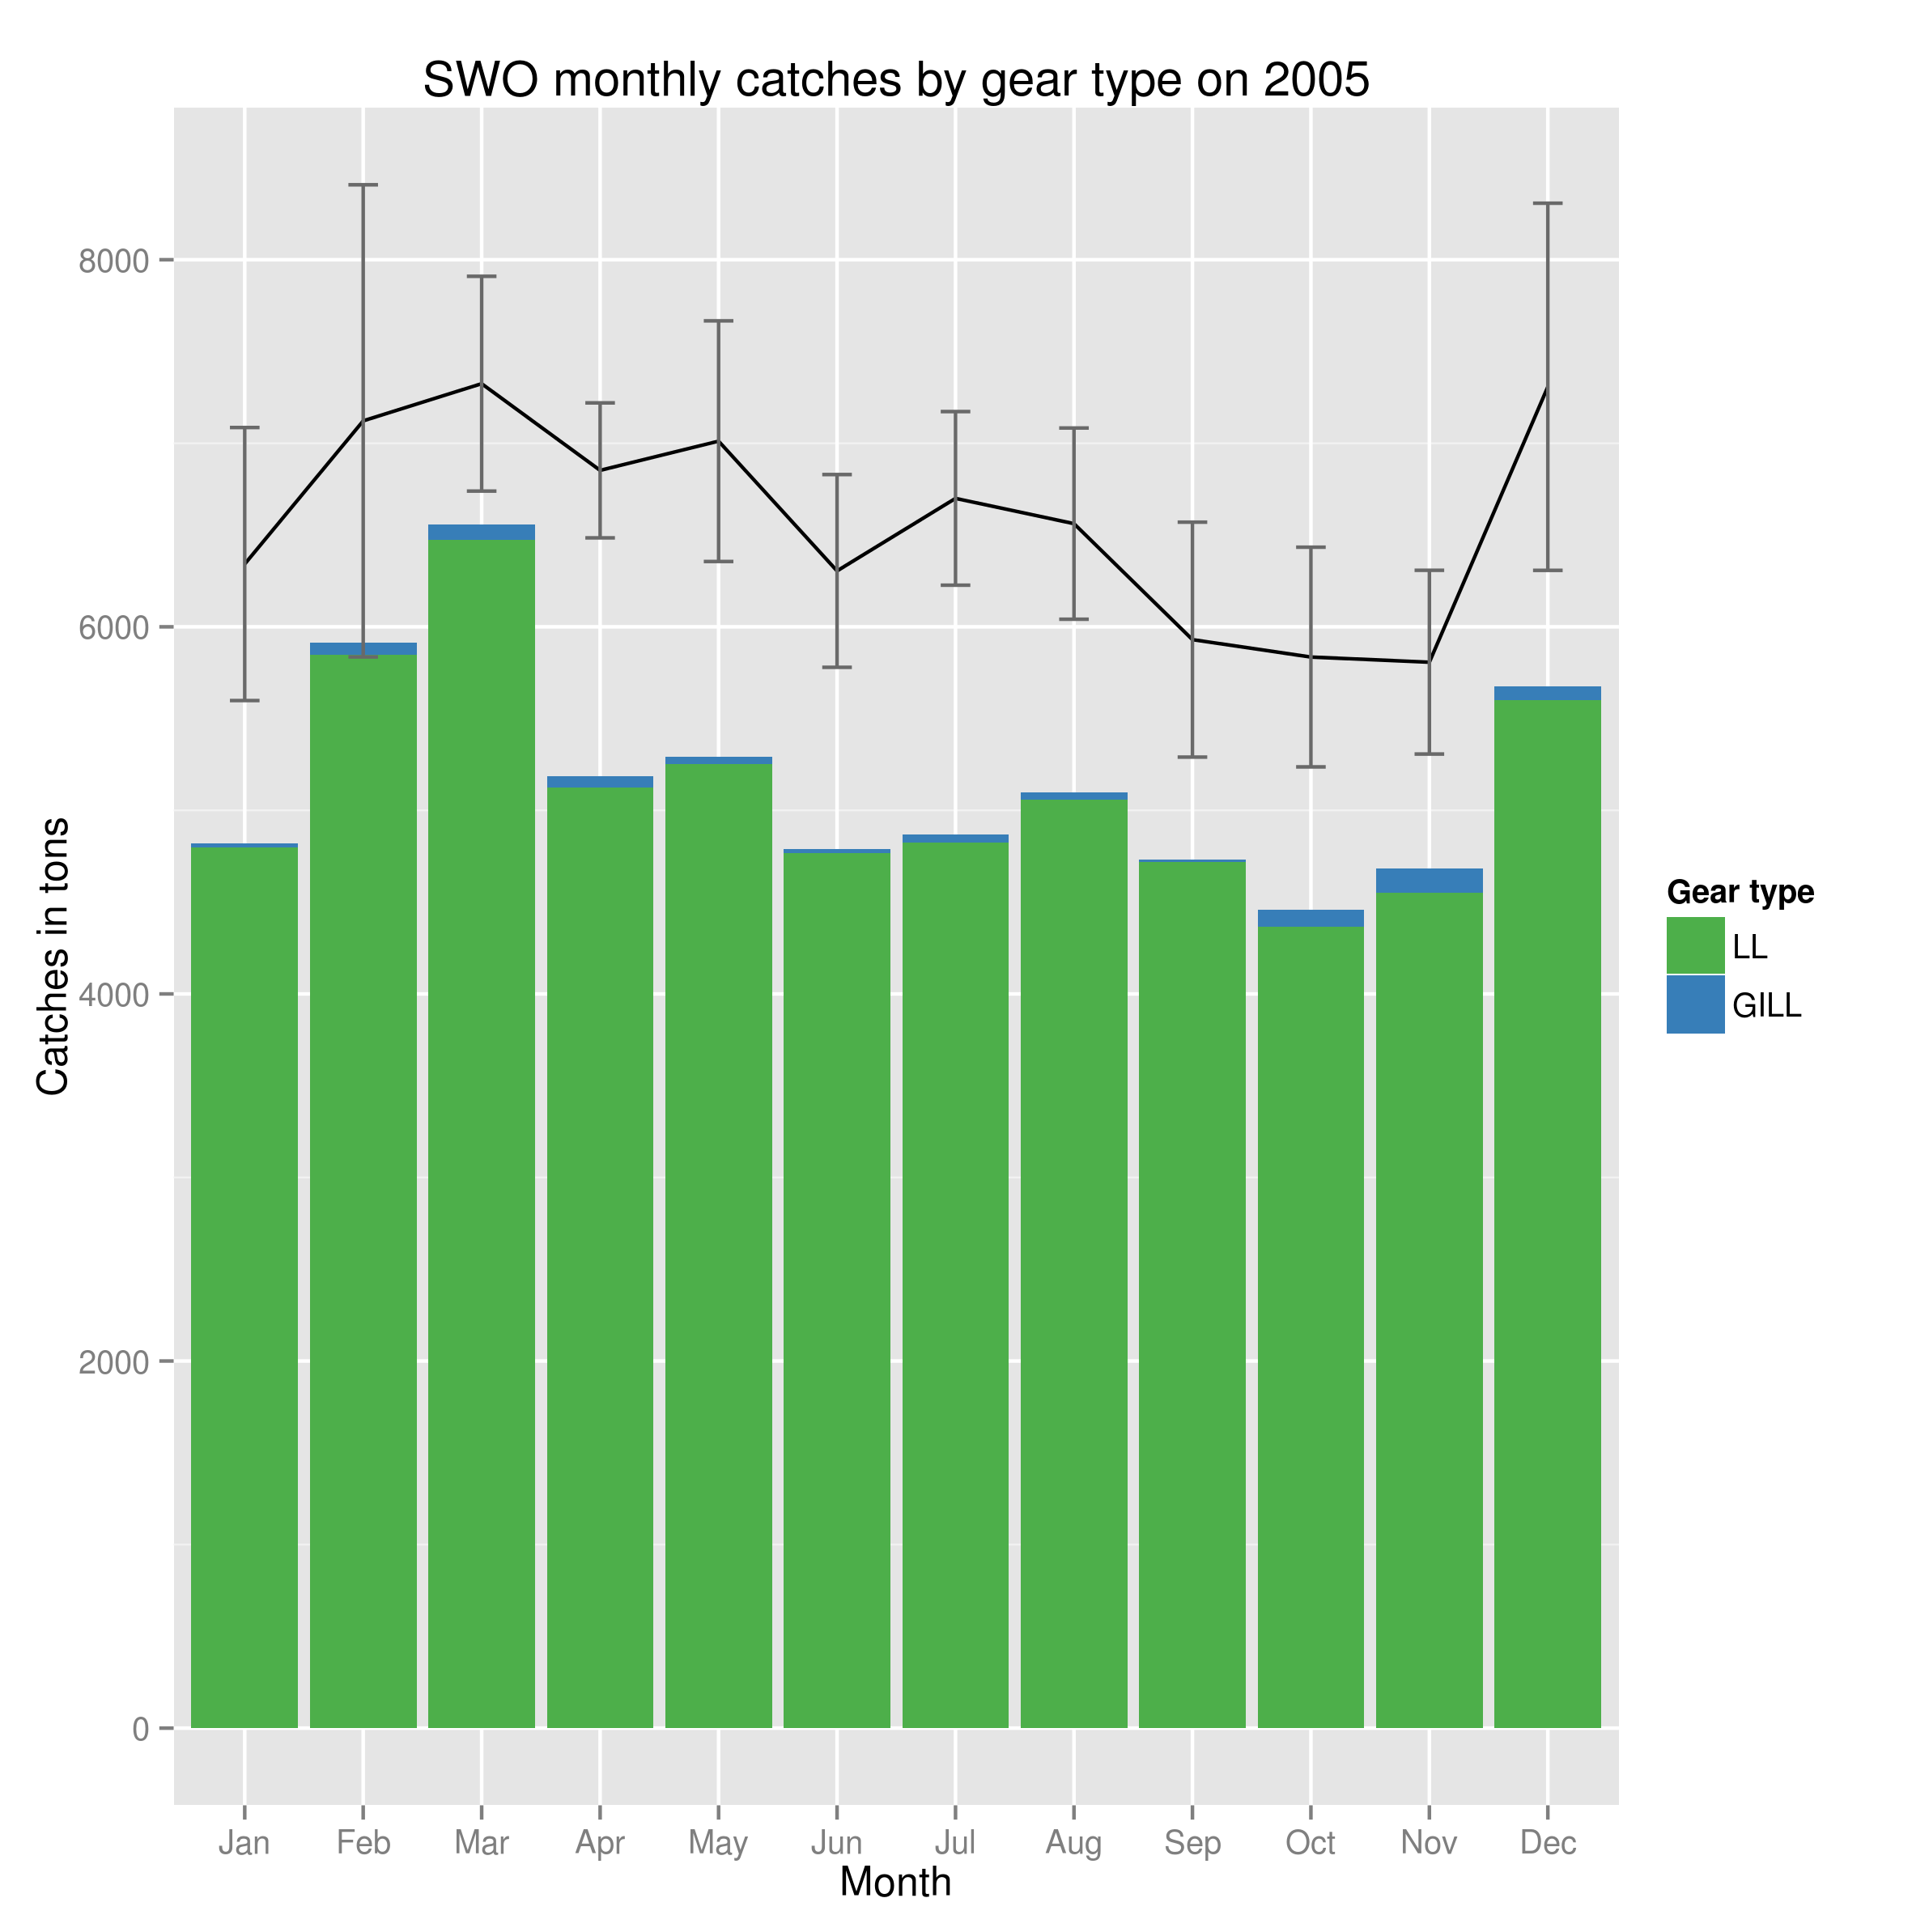 SWO monthly catches by gear type on 2005
Catches in tons
8000
6000
4000
2000
0
Jan Feb Mar Apr May Jun Jul Aug Sep Oct Nov Dec
Month
Gear type
LL
GILL